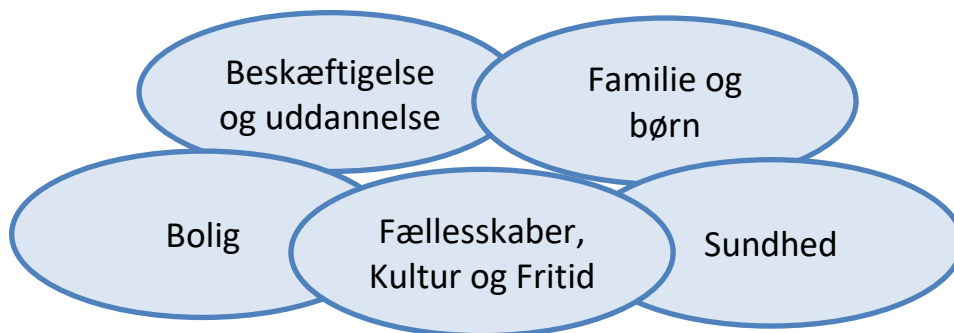 Beskæftigelse
og uddannelse
Familie og
børn
Bolig
Fællesskaber,
Kultur og Fritid
Sundhed